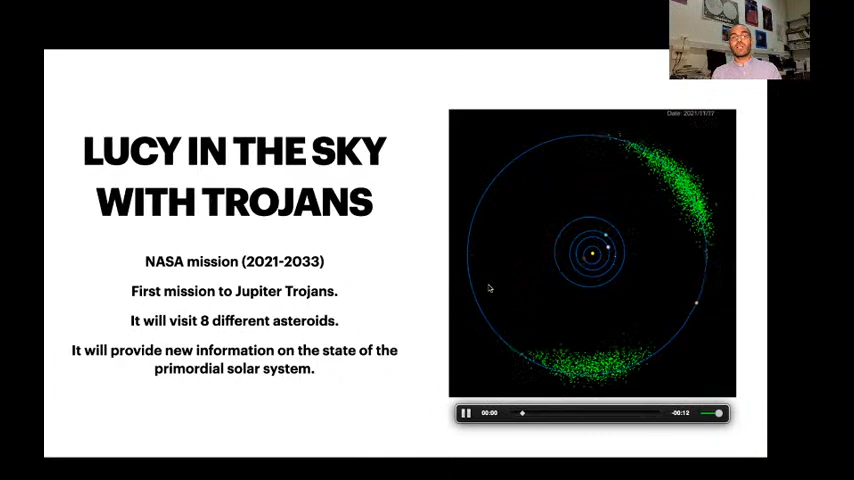 LUCY IN THE SKY
WITH TROJANS
NASA mission (2021-2033)
First mission to Jupiter Trojans.
It will visit 8 different asteroids.
It will provide new information on the state of the
primordial solar system.
Date: 2021/11/17
00:00
-00:12